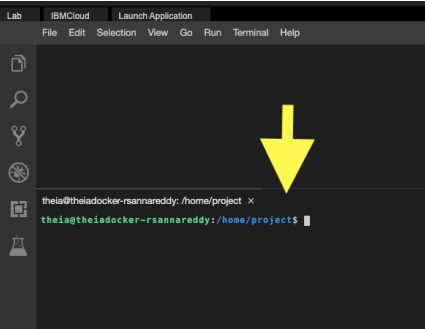 Lab IBMCloud Launch Application
File Edit Selection View Go Run Terminal Help
theia@theiadocker-rsannareddy: /home/project ×
theia@theiadocker-rsannareddy:/home/project$